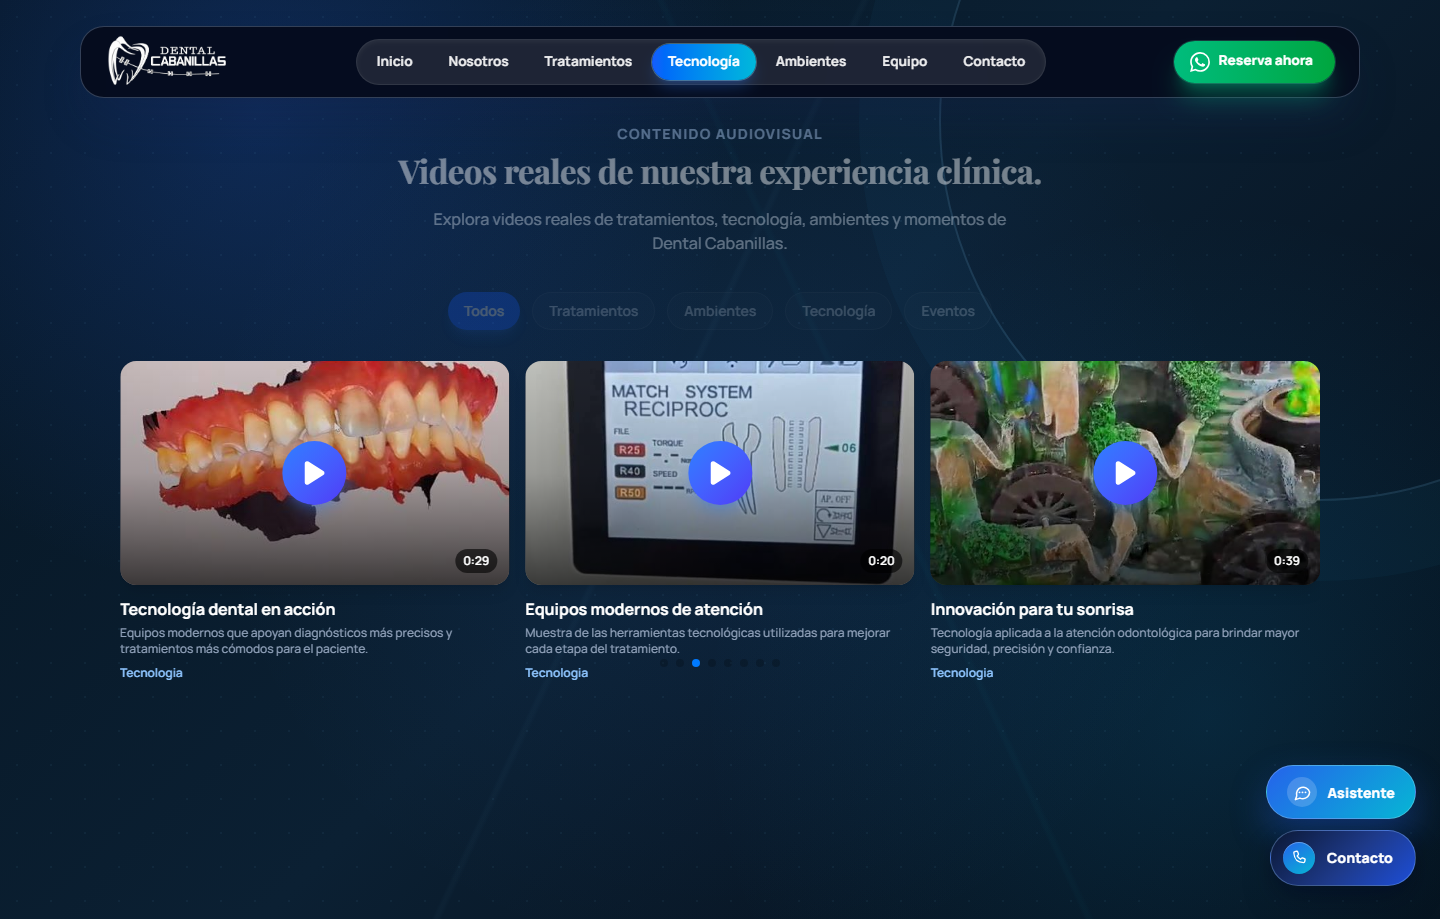 DENTAL
CABANILLAS
Inicio
Nosotros
Tratamientos
Tecnología
Ambientes
Equipo
Contacto
Reserva ahora
CONTENIDO AUDIOVISUAL
Videos reales de nuestra experiencia clínica.
Explora videos reales de tratamientos, tecnología, ambientes y momentos de
Dental Cabanillas.
Todos
Tratamientos
Ambientes
Tecnología
Eventos
0:29
MATCH SYSTEM
RECIPROC
FILE
R25
R40
R50
TORQUE
SPEED
06
AP. OFF
0:20
0:39
Tecnología dental en acción
Equipos modernos que apoyan diagnósticos más precisos y
tratamientos más cómodos para el paciente.
Tecnologia
Equipos modernos de atención
Muestra de las herramientas tecnológicas utilizadas para mejorar
cada etapa del tratamiento.
Tecnologia
Innovación para tu sonrisa
Tecnología aplicada a la atención odontológica para brindar mayor
seguridad, precisión y confianza.
Tecnologia
Asistente
Contacto